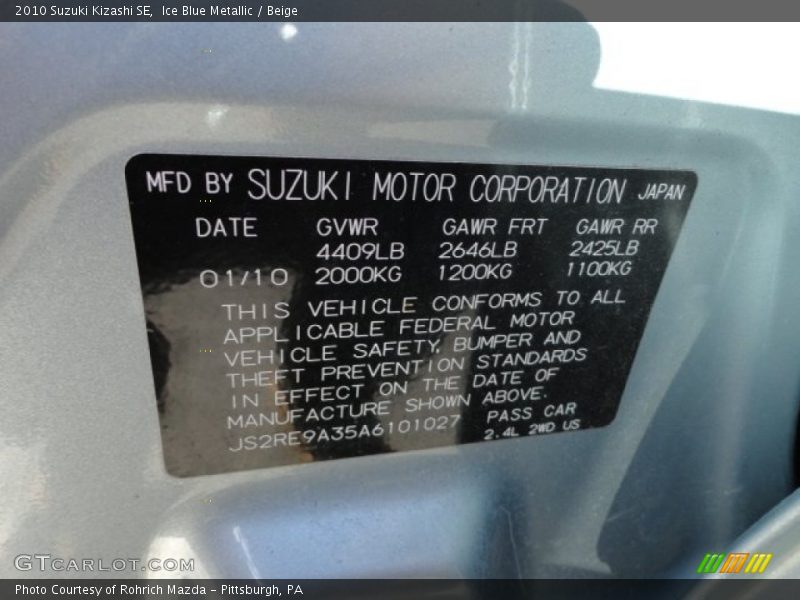 2010 Suzuki Kizashi SE, Ice Blue Metallic / Beige
MFD BY SUZUKI MOTOR CORPORATION JAPAN
DATE GVWR GAWR FRT GAWR RR
4409LB 2646LB 2425LB
01/10 2000KG 1200KG 1100KG
THIS VEHICLE CONFORMS TO ALL
APPLICABLE FEDERAL MOTOR
VEHICLE SAFETY BUMPER AND
THEFT PREVENTION STANDARDS
IN EFFECT ON THE DATE OF
MANUFACTURE SHOWN ABOVE.
JS2RE9A35A6101027 PASS CAR
2.4L 2WD US
GTCARLOT.COM
Photo Courtesy of Rohrich Mazda - Pittsburgh, PA